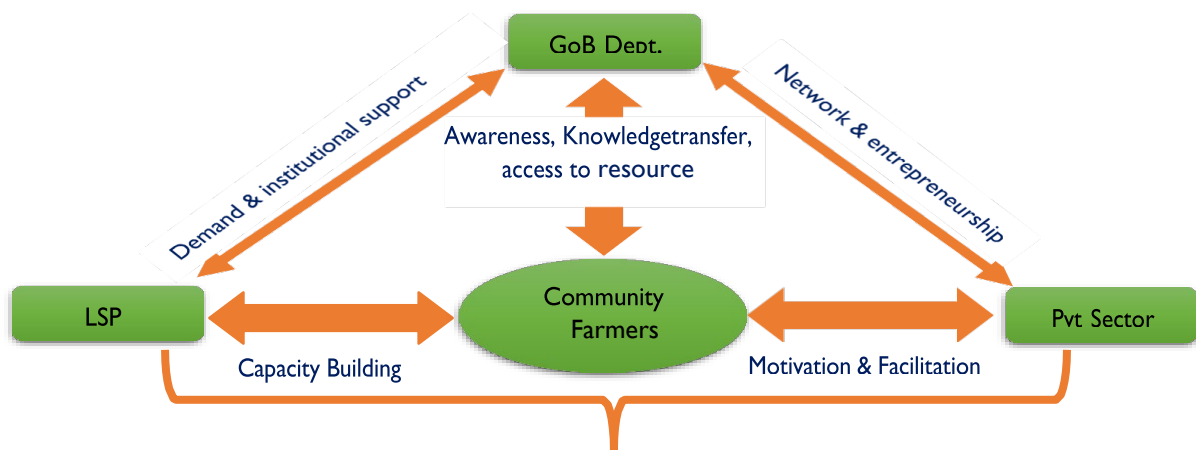 GoB Dept.
Demand & institutional support
Network & entrepreneurship
Awareness, Knowledgetransfer,
access to resource
LSP
Community
Farmers
Pvt Sector
Capacity Building
Motivation & Facilitation